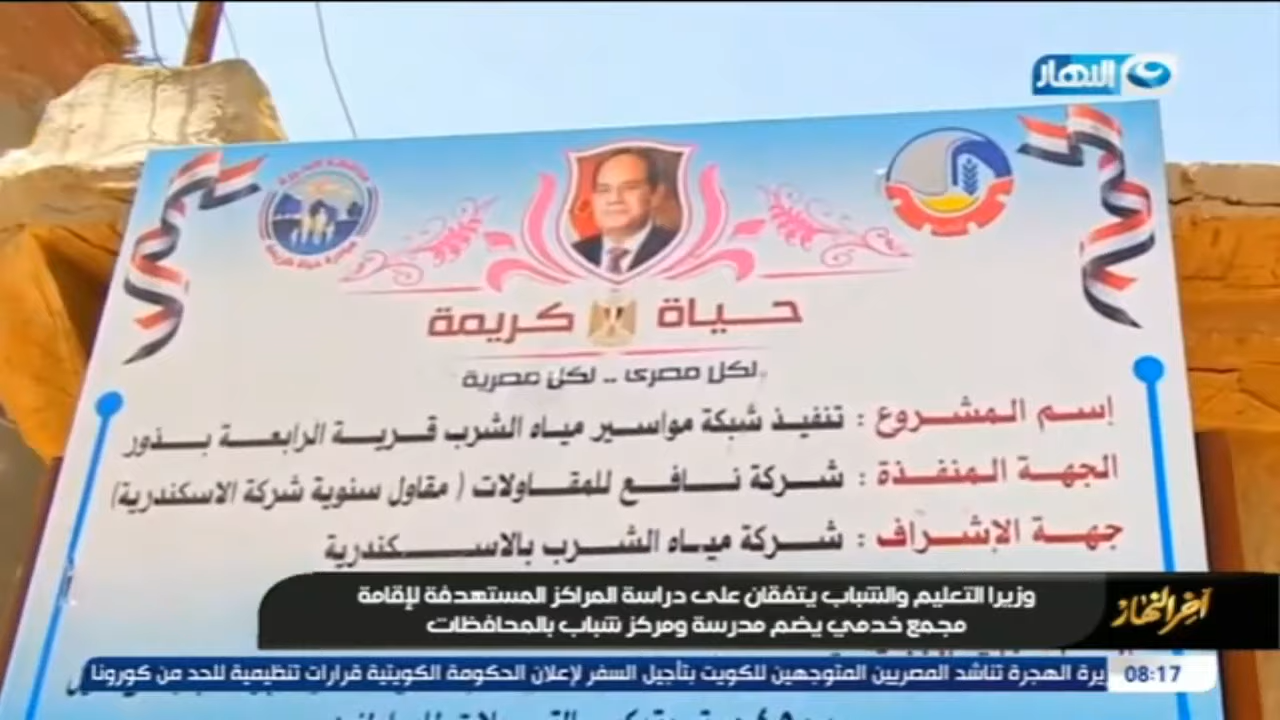 النهار
حياة كريمة
لكل مصرى .. لكل مصرية
إسم المشروع : تنفيذ شبكة مواسير مياه الشرب قرية الرابعة بذور
الجهة المنفذة : شركة نافع للمقاولات ( مقاول سنوية شركة الاسكندرية)
جهة الإشراف : شركة مياه الشرب بالاسكندرية
وزيرا التعليم والشباب يتفقان على دراسة المراكز المستهدفة للإقامة
مجمع خدمي يضم مدرسة ومركز شباب بالمحافظات
آخر النهار
يرة الهجرة تناشد المصريين المتوجهين للكويت بتأجيل السفر لإعلان الحكومة الكويتية قرارات تنظيمية للحد من كورونا
08:17